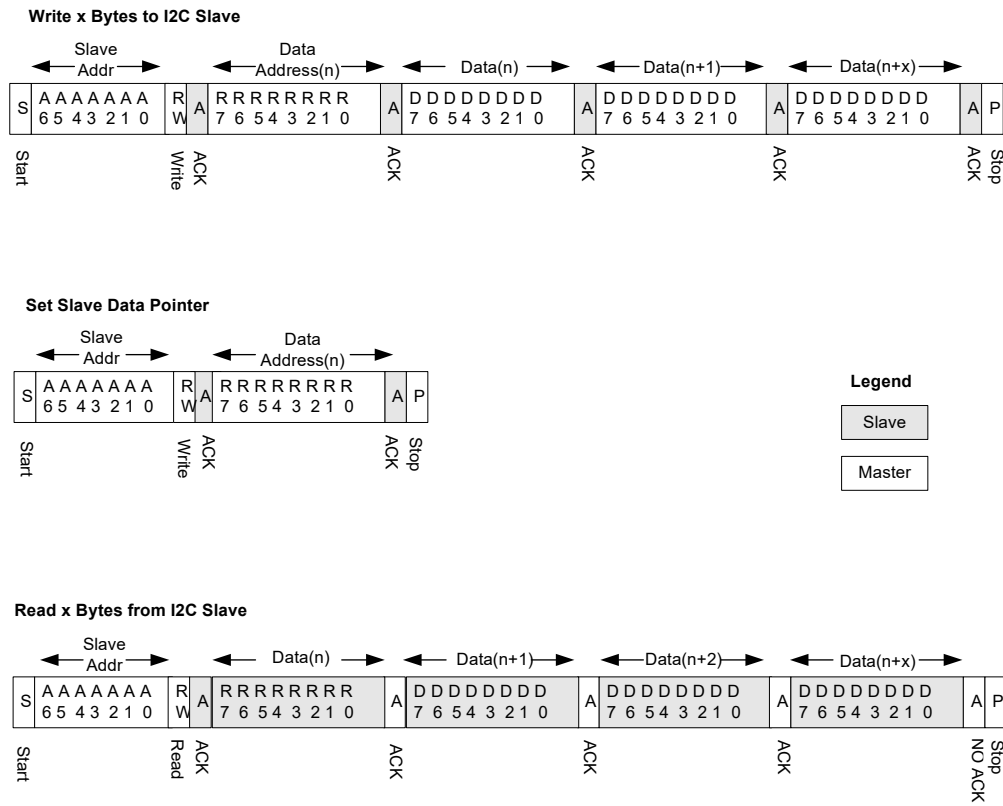 Write x Bytes to I2C Slave
Slave
Addr
Data
Address(n)
Data(n)
Data(n+1)
Data(n+x)
S A A A A A A A R A R R R R R R R R A D D D D D D D D A D D D D D D D D A D D D D D D D D A P
6 5 4 3 2 1 0 W 7 6 5 4 3 2 1 0 7 6 5 4 3 2 1 0 7 6 5 4 3 2 1 0 7 6 5 4 3 2 1 0
Start Write ACK ACK ACK ACK ACK Stop
Set Slave Data Pointer
Slave
Addr
Data
Address(n)
S A A A A A A A R A R R R R R R R R A P
6 5 4 3 2 1 0 W 7 6 5 4 3 2 1 0
Start Write ACK ACK Stop
Legend
Slave
Master
Read x Bytes from I2C Slave
Slave
Addr
Data(n)
Data(n+1)
Data(n+2)
Data(n+x)
S A A A A A A A R A R R R R R R R R A D D D D D D D D A D D D D D D D D A D D D D D D D D A P
6 5 4 3 2 1 0 W 7 6 5 4 3 2 1 0 7 6 5 4 3 2 1 0 7 6 5 4 3 2 1 0 7 6 5 4 3 2 1 0
Start Read ACK ACK ACK ACK NO ACK Stop